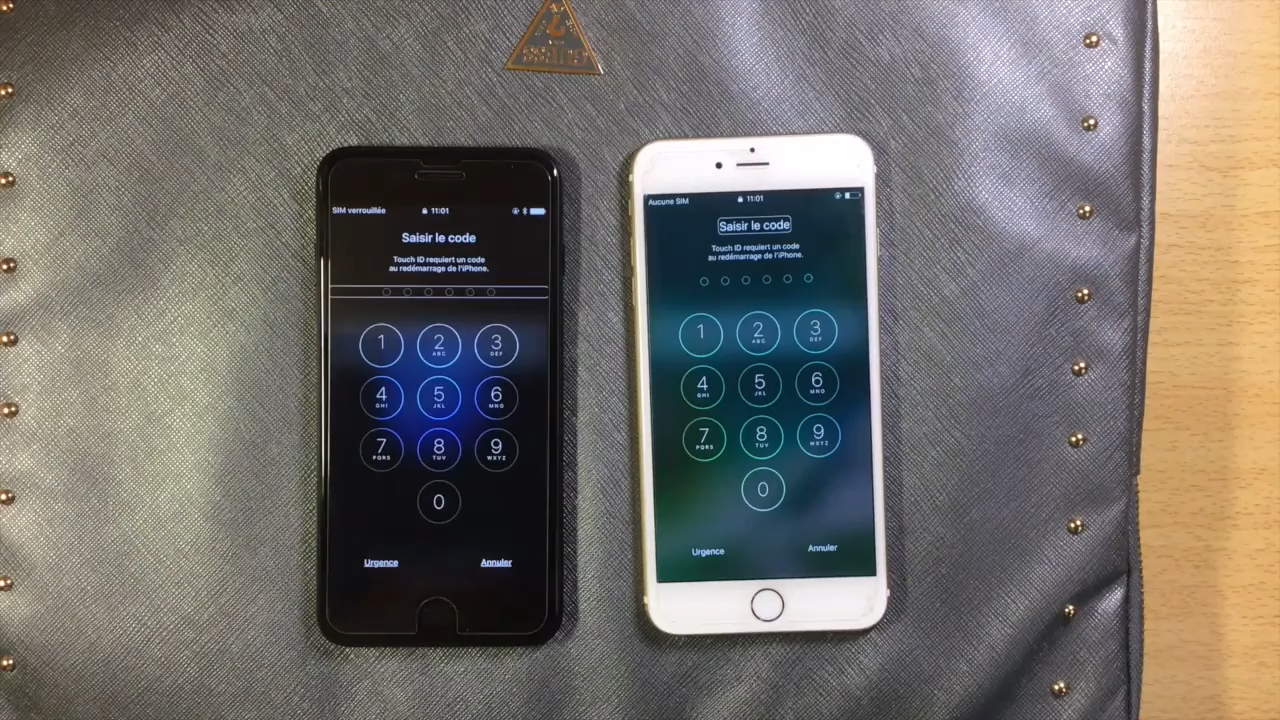 GUESS
?
SIM verrouillée
11:01
Saisir le code
Touch ID requiert un code
au redémarrage de l'iPhone.
1
2
ABC
3
DEF
4
GHI
5
JKL
6
MNO
7
PQRS
8
TUV
9
WXYZ
0
Urgence
Annuler
Aucune SIM
11:01
Saisir le code
Touch ID requiert un code
au redémarrage de l'iPhone.
1
2
ABC
3
DEF
4
GHI
5
JKL
6
MNO
7
PQRS
8
TUV
9
WXYZ
0
Urgence
Annuler